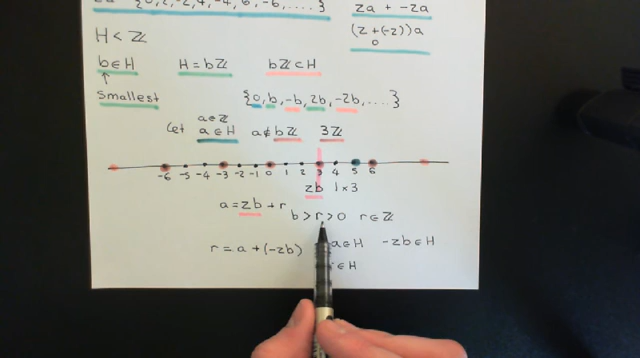 {0, 2, -2, 4, -4, 6, -6, ....}
za + -za
(z+(-z))a
0
H < ℤ
b∈H H = bℤ bℤ ⊂ H
↑
Smallest
{0, b, -b, 2b, -2b, ....}
Let a∈ℤ
a∈H a∉bℤ 3ℤ
-6 -5 -4 -3 -2 -1 0 1 2 3 4 5 6
zb 1×3
a = zb + r
b > r > 0 r∈ℤ
r = a + (-zb) a∈H -zb∈H
∈H